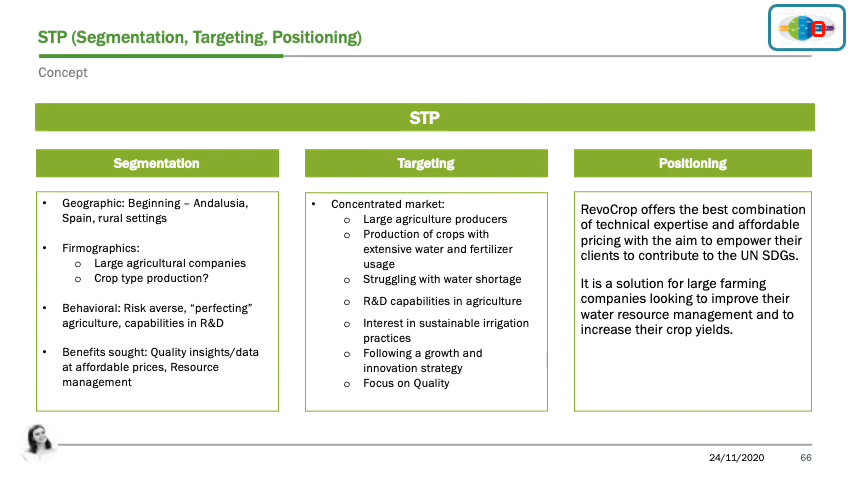 STP (Segmentation, Targeting, Positioning)
Concept
STP
Segmentation
• Geographic: Beginning – Andalusia,
Spain, rural settings
• Firmographics:
o Large agricultural companies
o Crop type production?
• Behavioral: Risk averse, “perfecting”
agriculture, capabilities in R&D
• Benefits sought: Quality insights/data
at affordable prices, Resource
management
Targeting
• Concentrated market:
o Large agriculture producers
o Production of crops with
extensive water and fertilizer
usage
o Struggling with water shortage
o R&D capabilities in agriculture
o Interest in sustainable irrigation
practices
o Following a growth and
innovation strategy
o Focus on Quality
Positioning
RevoCrop offers the best combination
of technical expertise and affordable
pricing with the aim to empower their
clients to contribute to the UN SDGs.
It is a solution for large farming
companies looking to improve their
water resource management and to
increase their crop yields.
24/11/2020
66